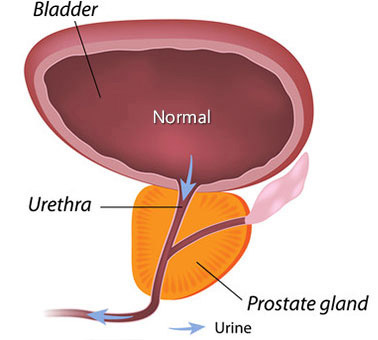 Bladder
Normal
Urethra
Prostate gland
Urine